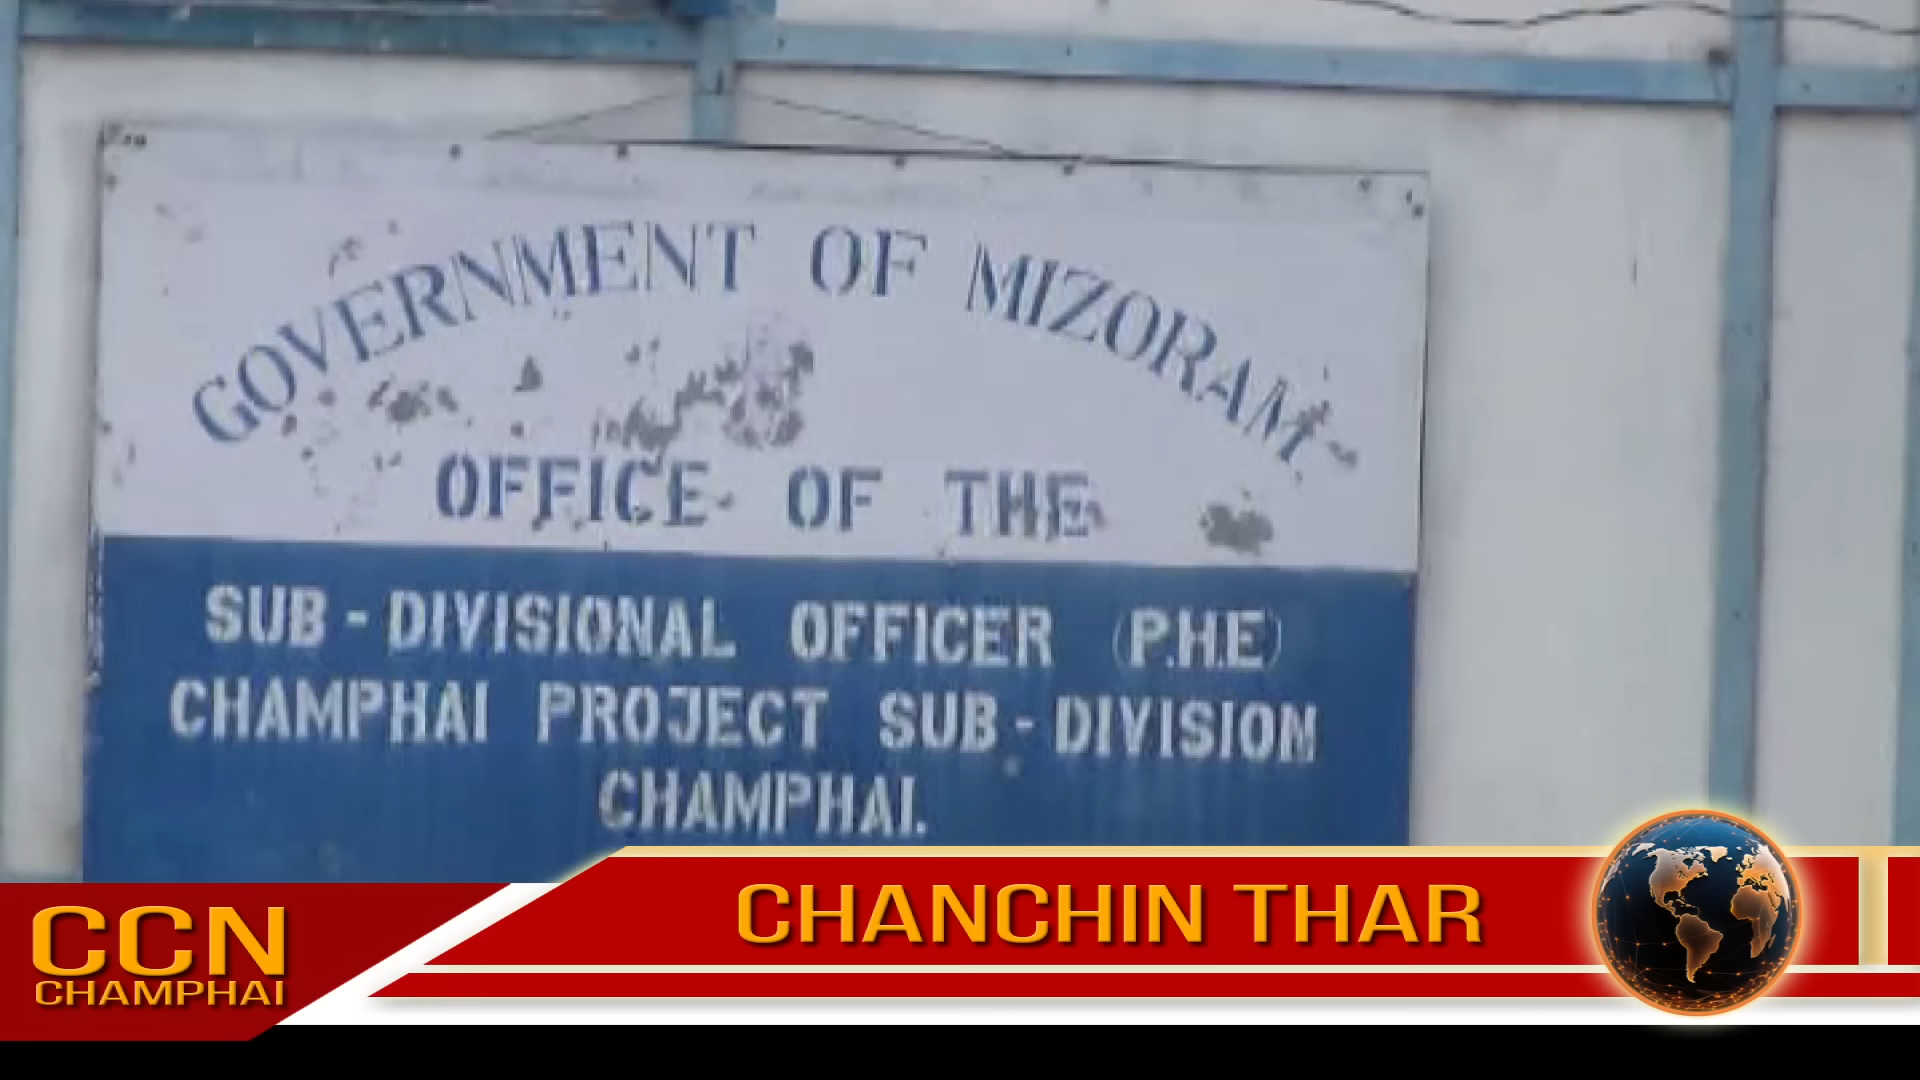 GOVERNMENT OF MIZORAM
OFFICE OF THE
SUB-DIVISIONAL OFFICER (P.H.E)
CHAMPHAI PROJECT SUB-DIVISION
CHAMPHAI.
CHANCHIN THAR
CCN
CHAMPHAI